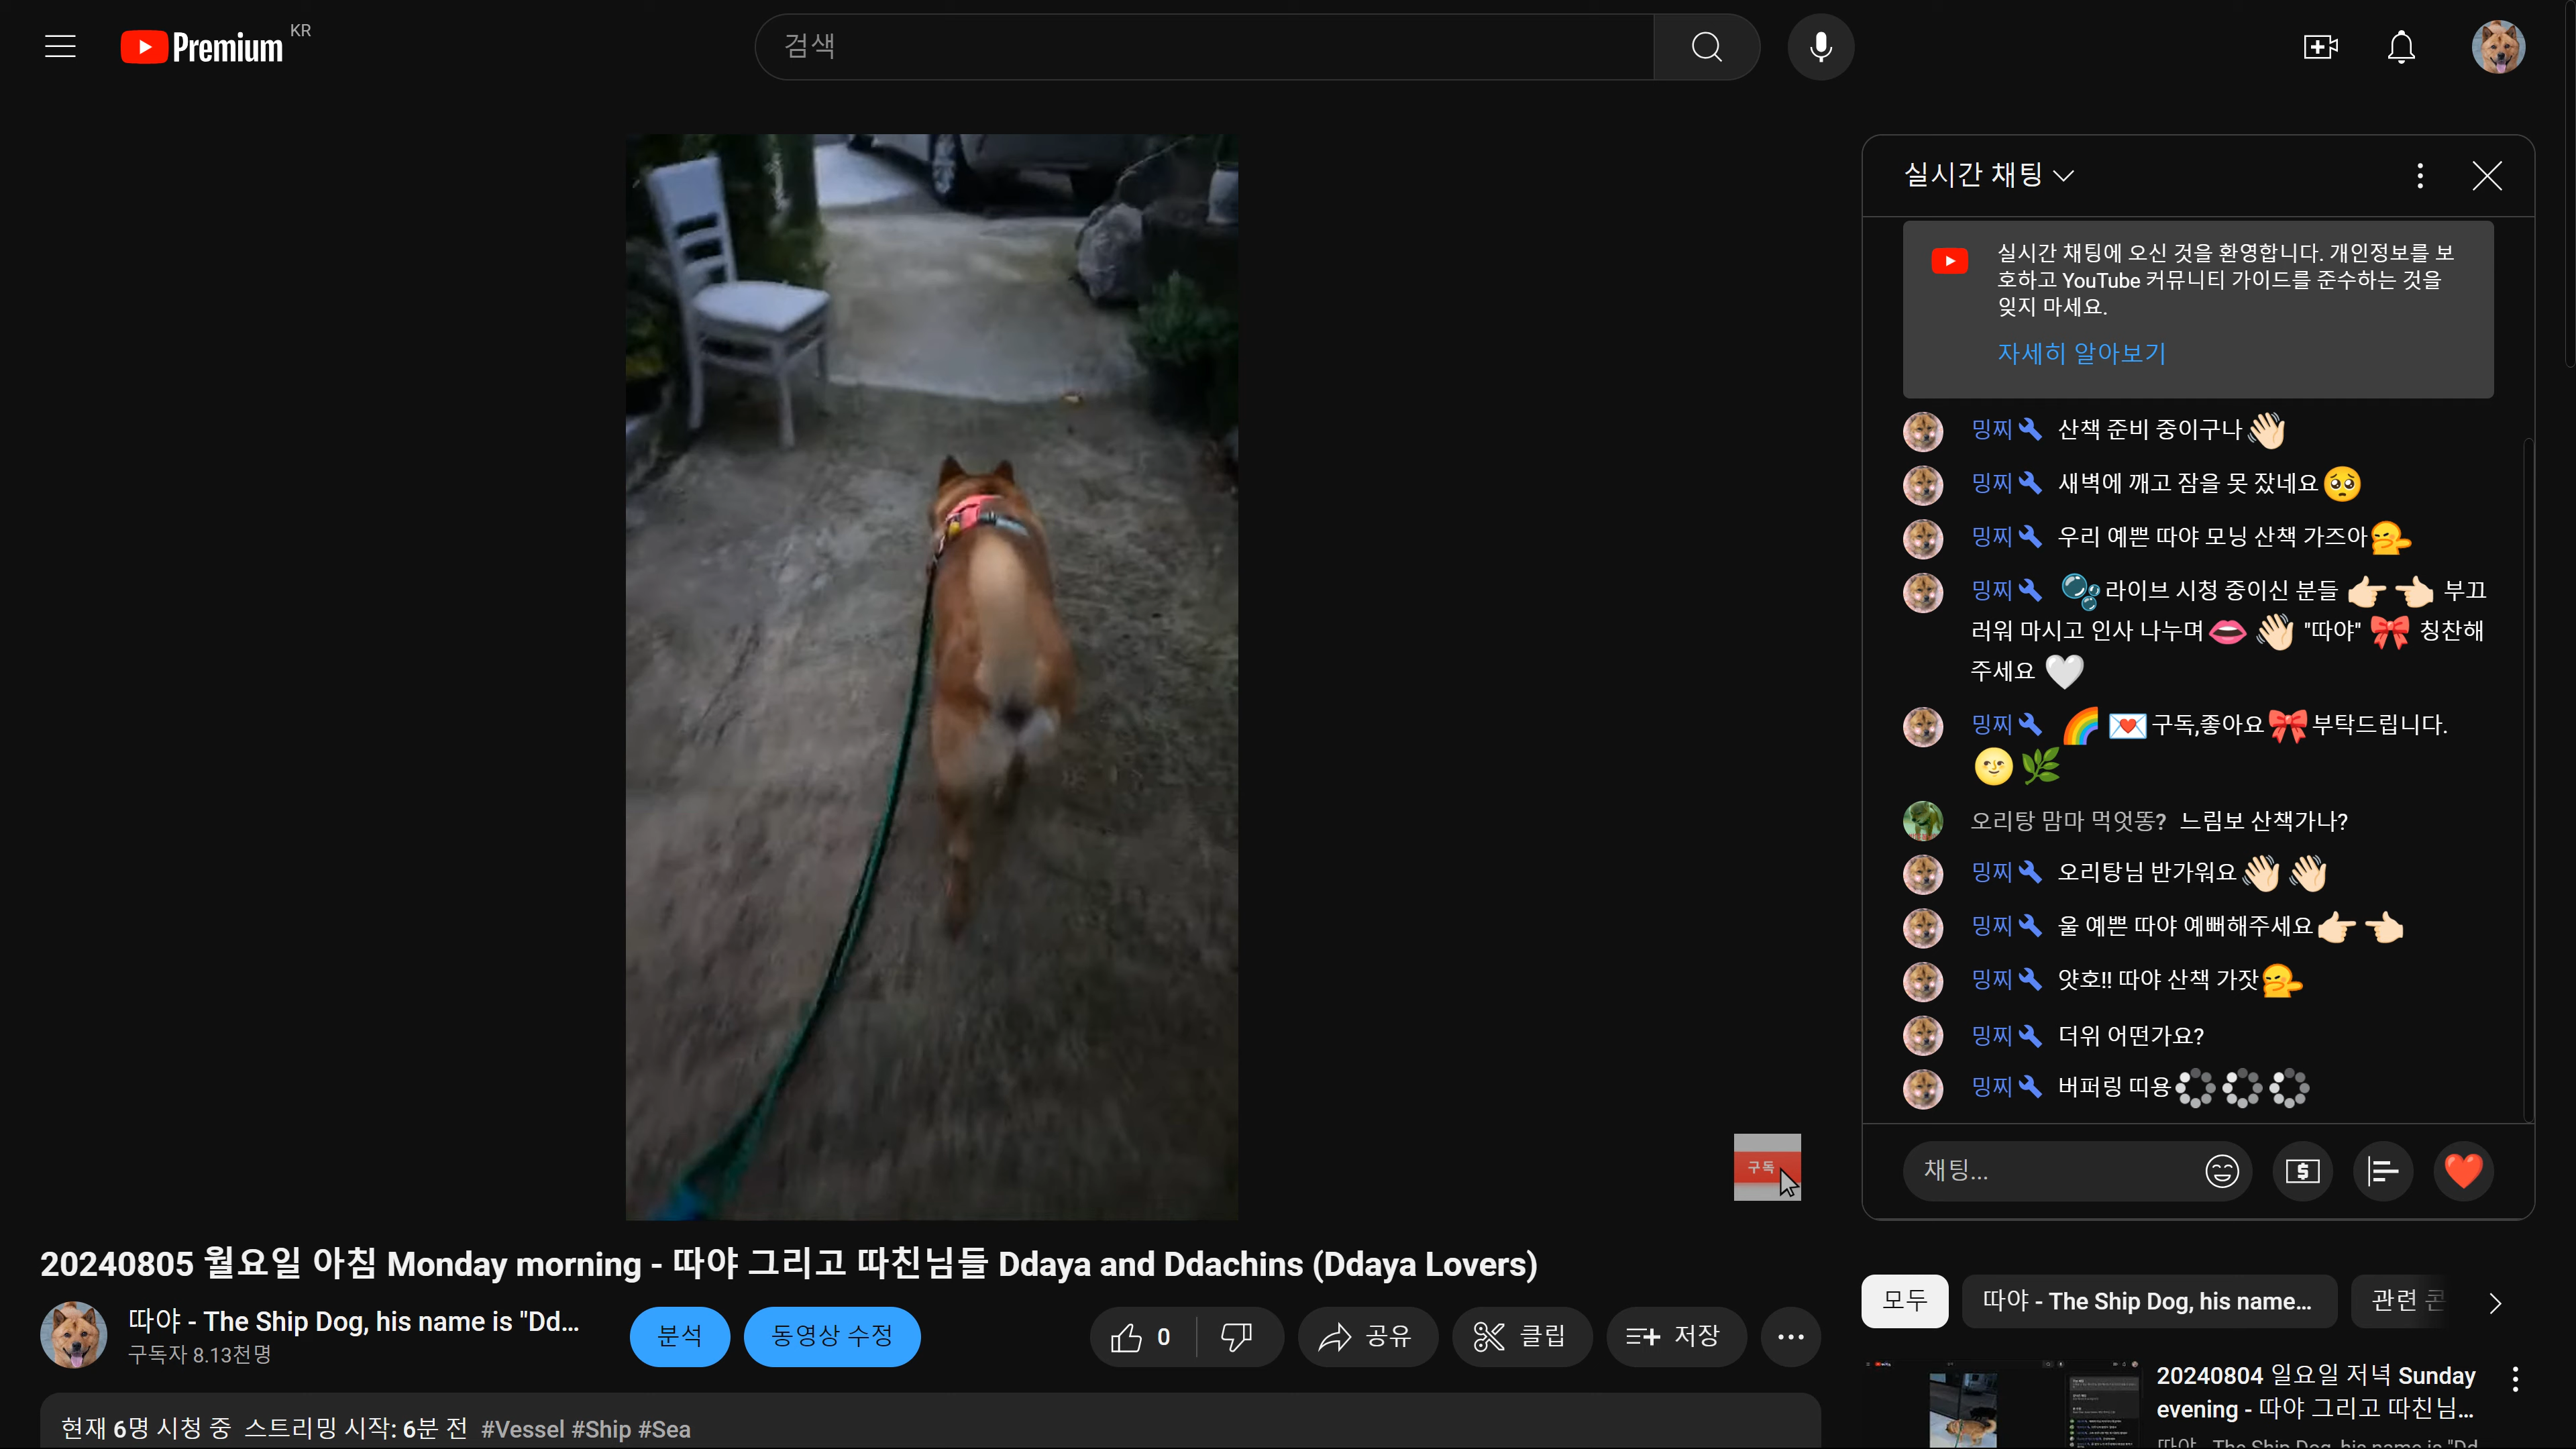 Premium KR
검색
실시간 채팅
실시간 채팅에 오신 것을 환영합니다. 개인정보를 보
호하고 YouTube 커뮤니티 가이드를 준수하는 것을
잊지 마세요.
자세히 알아보기
밍찌 산책 준비 중이구나👋🏻
밍찌 새벽에 깨고 잠을 못 잤네요🥺
밍찌 우리 예쁜 따야 모닝 산책 가즈아
밍찌 🫧라이브 시청 중이신 분들 👉🏻👈🏻 부끄
러워 마시고 인사 나누며👄 👋🏻 "따야" 🎀 칭찬해
주세요 🤍
밍찌 🌈 💌구독,좋아요🎀부탁드립니다.
🌝🌿
오리탕 맘마 먹엇똥? 느림보 산책가나?
밍찌 오리탕님 반가워요👋🏻👋🏻
밍찌 울 예쁜 따야 예뻐해주세요👉🏻👈🏻
밍찌 얏호!! 따야 산책 가잣
밍찌 더위 어떤가요?
밍찌 버퍼링 띠용
채팅...
구독
20240805 월요일 아침 Monday morning - 따야 그리고 따친님들 Ddaya and Ddachins (Ddaya Lovers)
따야 - The Ship Dog, his name is "Dd...
구독자 8.13천명
분석
동영상 수정
0
공유
클립
저장
현재 6명 시청 중 스트리밍 시작: 6분 전 #Vessel #Ship #Sea
모두
따야 - The Ship Dog, his name...
관련
20240804 일요일 저녁 Sunday
evening - 따야 그리고 따친님...